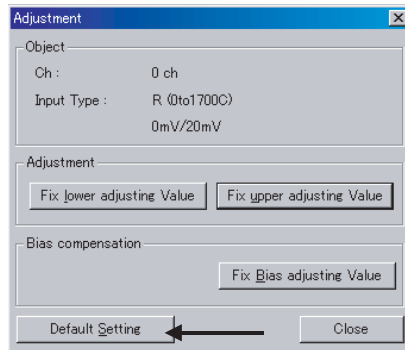 Adjustment
Object
Ch : 0 ch
Input Type : R (0to1700C)
0mV/20mV
Adjustment
Fix lower adjusting Value Fix upper adjusting Value
Bias compensation
Fix Bias adjusting Value
Default Setting Close